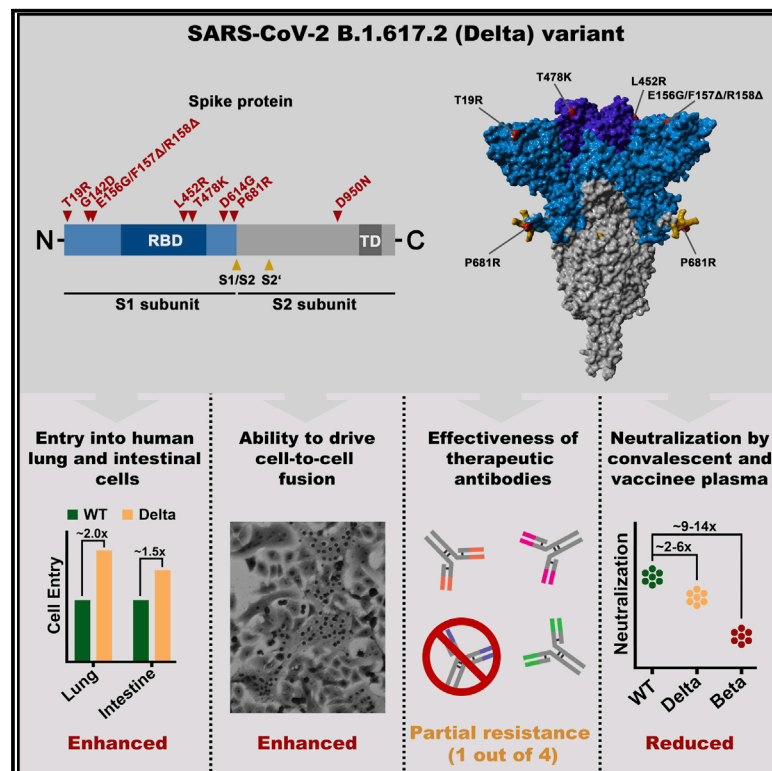 SARS-CoV-2 B.1.617.2 (Delta) variant
Spike protein
T19R
G142D
E156G/F157Δ/R158Δ
L452R
T478K
D614G
P681R
D950N
N
RBD
TD
C
S1/S2
S2‘
S1 subunit
S2 subunit
T478K
L452R
T19R
E156G/F157Δ/R158Δ
P681R
P681R
Entry into human
lung and intestinal
cells
WT
Delta
~2.0x
~1.5x
Cell Entry
Lung
Intestine
Enhanced
Ability to drive
cell-to-cell
fusion
Enhanced
Effectiveness of
therapeutic
antibodies
Partial resistance
(1 out of 4)
Neutralization by
convalescent and
vaccinee plasma
~9-14x
~2-6x
Neutralization
WT
Delta
Beta
Reduced